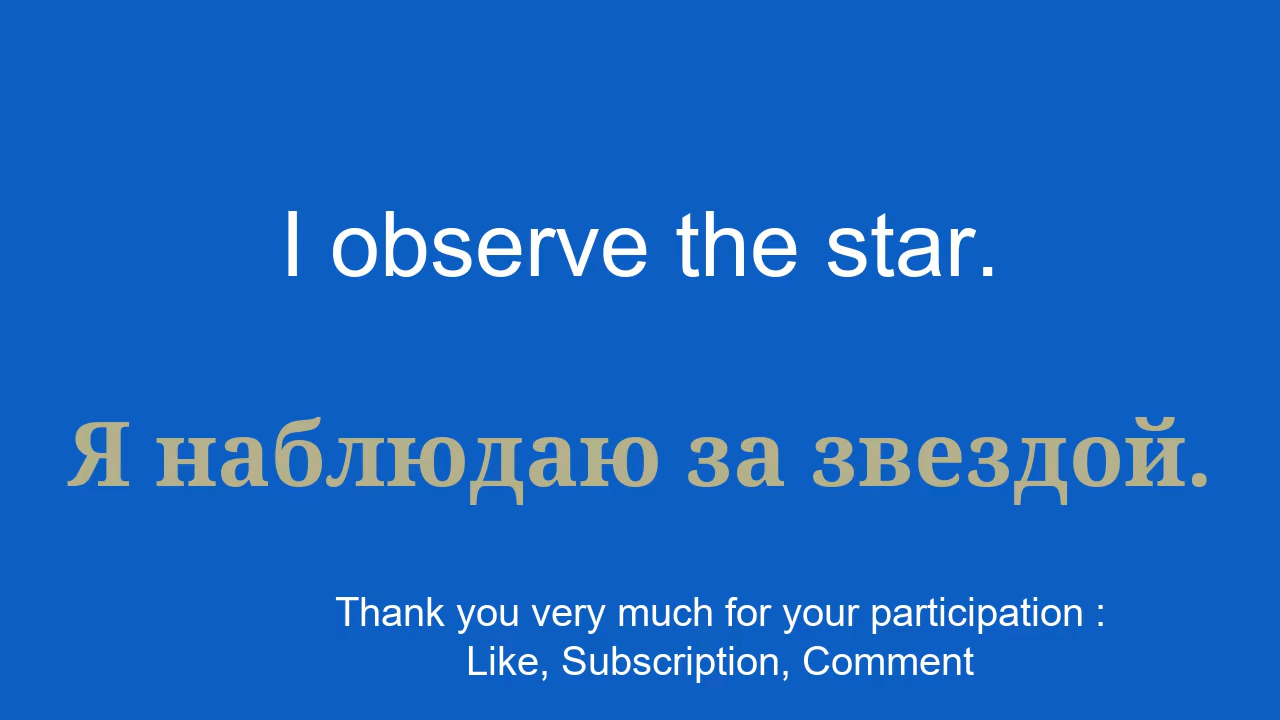 I observe the star.
Я наблюдаю за звездой.
Thank you very much for your participation :
Like, Subscription, Comment